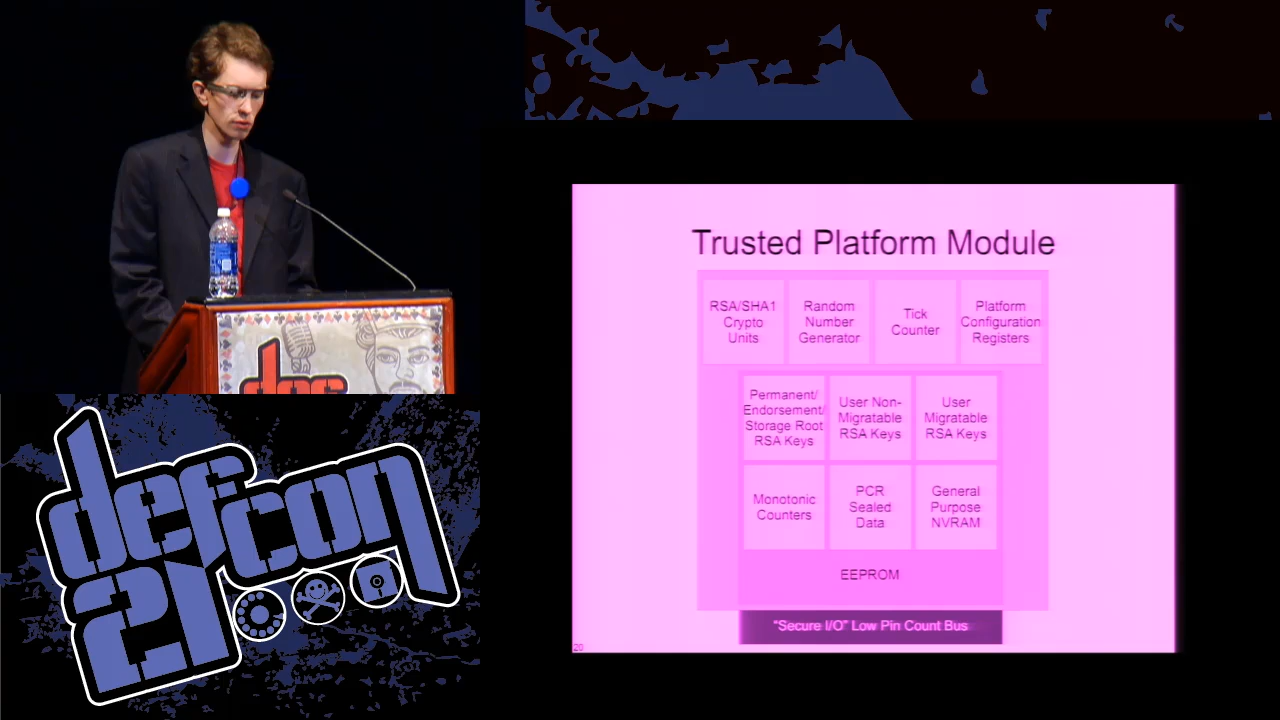 Trusted Platform Module
RSA/SHA1
Crypto
Units
Random
Number
Generator
Tick
Counter
Platform
Configuration
Registers
Permanent/
Endorsement/
Storage Root
RSA Keys
User Non-
Migratable
RSA Keys
User
Migratable
RSA Keys
Monotonic
Counters
PCR
Sealed
Data
General
Purpose
NVRAM
EEPROM
"Secure I/O" Low Pin Count Bus
20
defcon
21